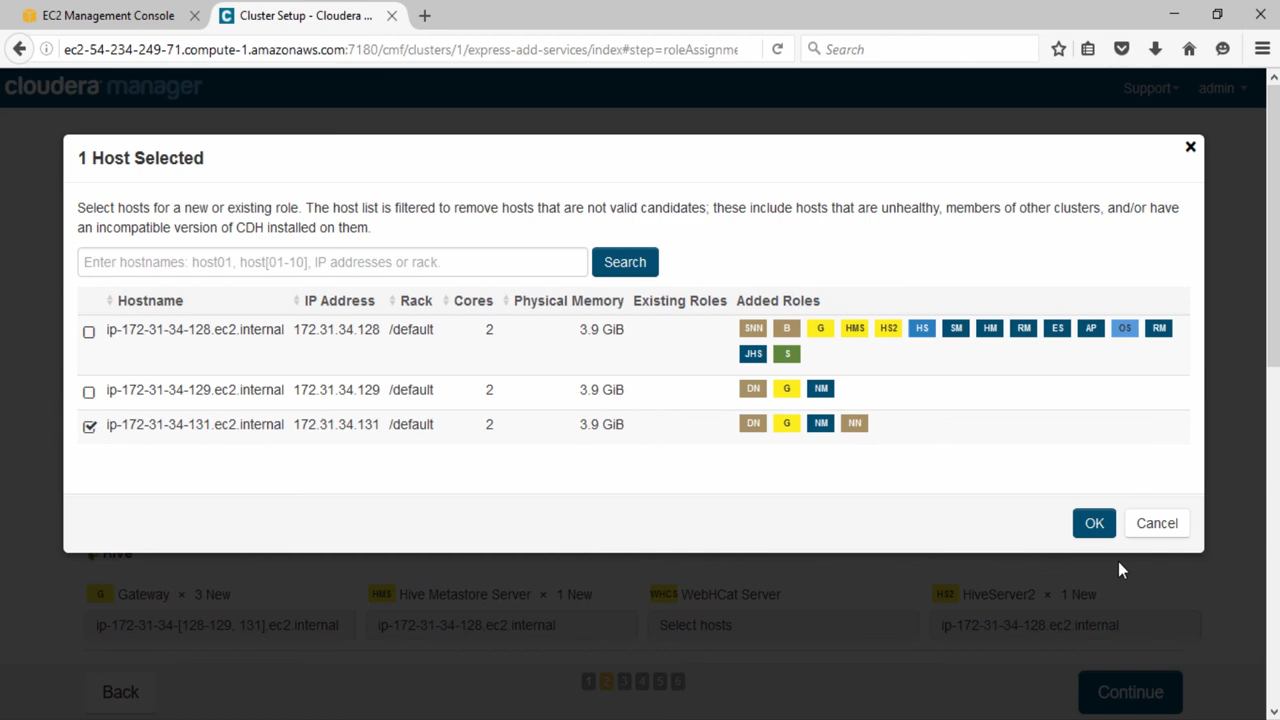 EC2 Management Console
Cluster Setup - Cloudera ...
ec2-54-234-249-71.compute-1.amazonaws.com:7180/cmf/clusters/1/express-add-services/index#step=roleAssignme
Search
cloudera manager
Support
admin
1 Host Selected
Select hosts for a new or existing role. The host list is filtered to remove hosts that are not valid candidates; these include hosts that are unhealthy, members of other clusters, and/or have
an incompatible version of CDH installed on them.
Enter hostnames: host01, host[01-10], IP addresses or rack. Search
Hostname IP Address Rack Cores Physical Memory Existing Roles Added Roles
ip-172-31-34-128.ec2.internal 172.31.34.128 /default 2 3.9 GiB SNN B G HMS HS2 HS SM HM RM ES AP OS RM
JHS S
ip-172-31-34-129.ec2.internal 172.31.34.129 /default 2 3.9 GiB DN G NM
ip-172-31-34-131.ec2.internal 172.31.34.131 /default 2 3.9 GiB DN G NM NN
OK Cancel
Hive
G Gateway × 3 New HMS Hive Metastore Server × 1 New WHCS WebHCat Server HS2 HiveServer2 × 1 New
ip-172-31-34-[128-129, 131].ec2.internal ip-172-31-34-128.ec2.internal Select hosts ip-172-31-34-128.ec2.internal
Back 1 2 3 4 5 6 Continue